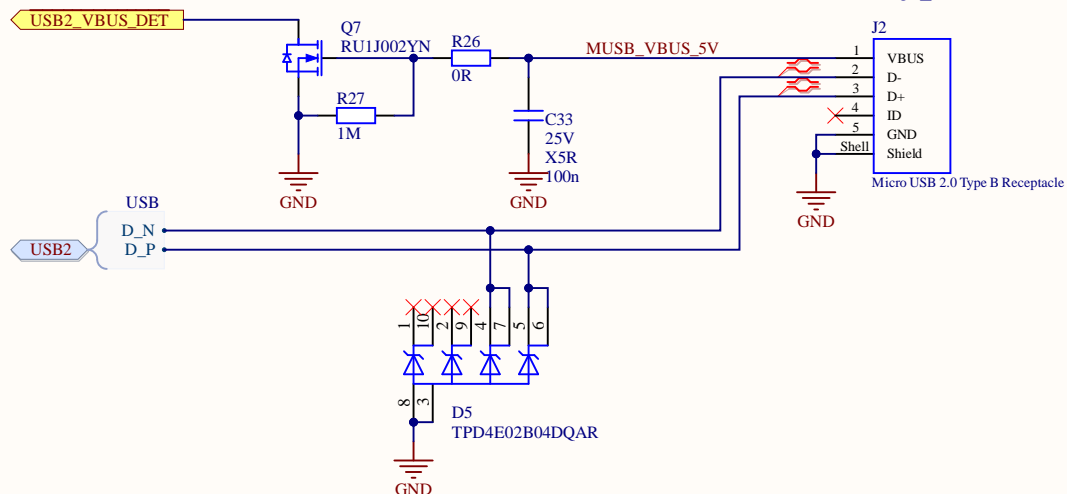 USB2_VBUS_DET
Q7
RU1J002YN
R26
0R
MUSB_VBUS_5V
J2
1
VBUS
2
D-
3
D+
4
ID
5
GND
Shell
Shield
Micro USB 2.0 Type B Receptacle
R27
1M
C33
25V
X5R
100n
GND
GND
GND
USB
D_N
D_P
USB2
1
10
2
9
4
7
5
6
8
3
D5
TPD4E02B04DQAR
GND